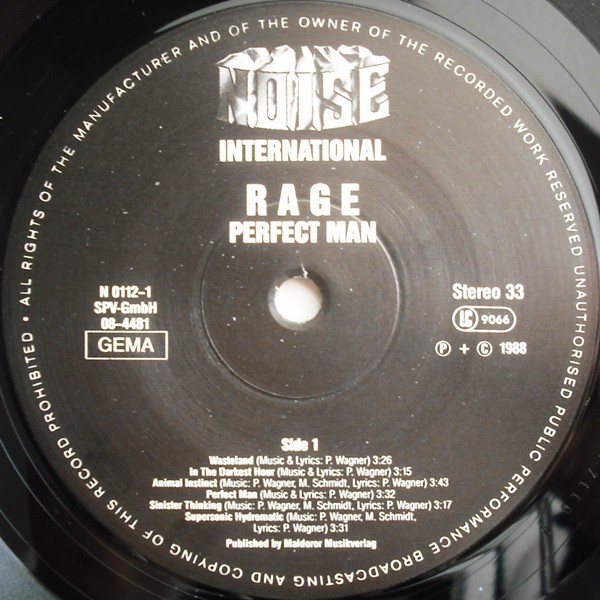 ALL RIGHTS OF THE MANUFACTURER AND OF THE OWNER OF THE RECORDED WORK RESERVED UNAUTHORISED PUBLIC PERFORMANCE BROADCASTING AND COPYING OF THIS RECORD PROHIBITED •
NOISE
INTERNATIONAL
RAGE
PERFECT MAN
N 0112-1
SPV-GmbH
08-4481
GEMA
Stereo 33
LC 9066
Ⓟ + © 1988
Side 1
Wasteland (Music & Lyrics: P. Wagner) 3:26
In The Darkest Hour (Music & Lyrics: P. Wagner) 3:15
Animal Instinct (Music: P. Wagner, M. Schmidt, Lyrics: P. Wagner) 3:43
Perfect Man (Music & Lyrics: P. Wagner) 3:32
Sinister Thinking (Music: P. Wagner, M. Schmidt, Lyrics: P. Wagner) 3:17
Supersonic Hydromatic (Music: P. Wagner, M. Schmidt,
Lyrics: P. Wagner) 3:31
Published by Maldoror Musikverlag